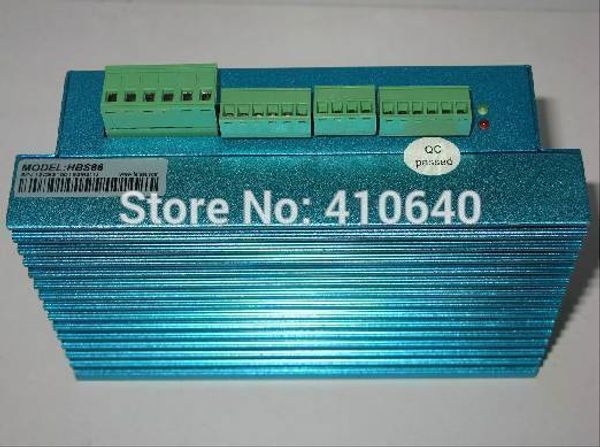 QC
passed
MODEL:HBS86
Store No: 410640